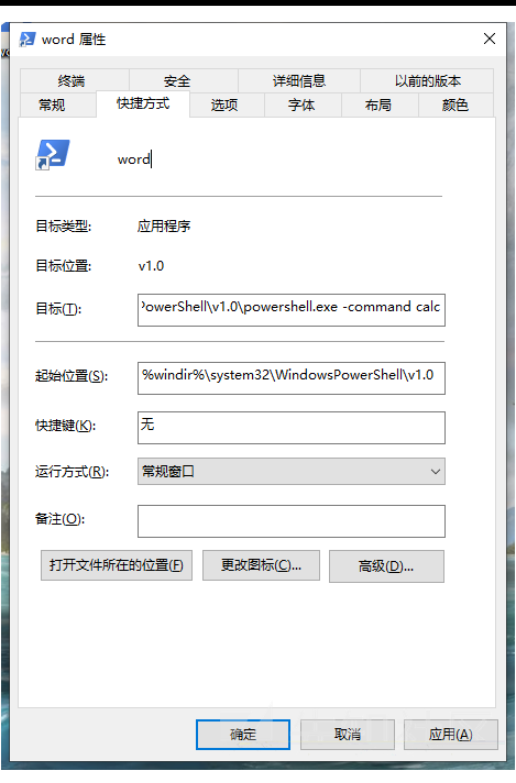 word 属性
终端 安全 详细信息 以前的版本
常规 快捷方式 选项 字体 布局 颜色
word
目标类型: 应用程序
目标位置: v1.0
目标(T): PowerShell\v1.0\powershell.exe -command calc
起始位置(S): %windir%\system32\WindowsPowerShell\v1.0
快捷键(K): 无
运行方式(R): 常规窗口
备注(O):
打开文件所在的位置(F) 更改图标(C)... 高级(D)...
确定 取消 应用(A)